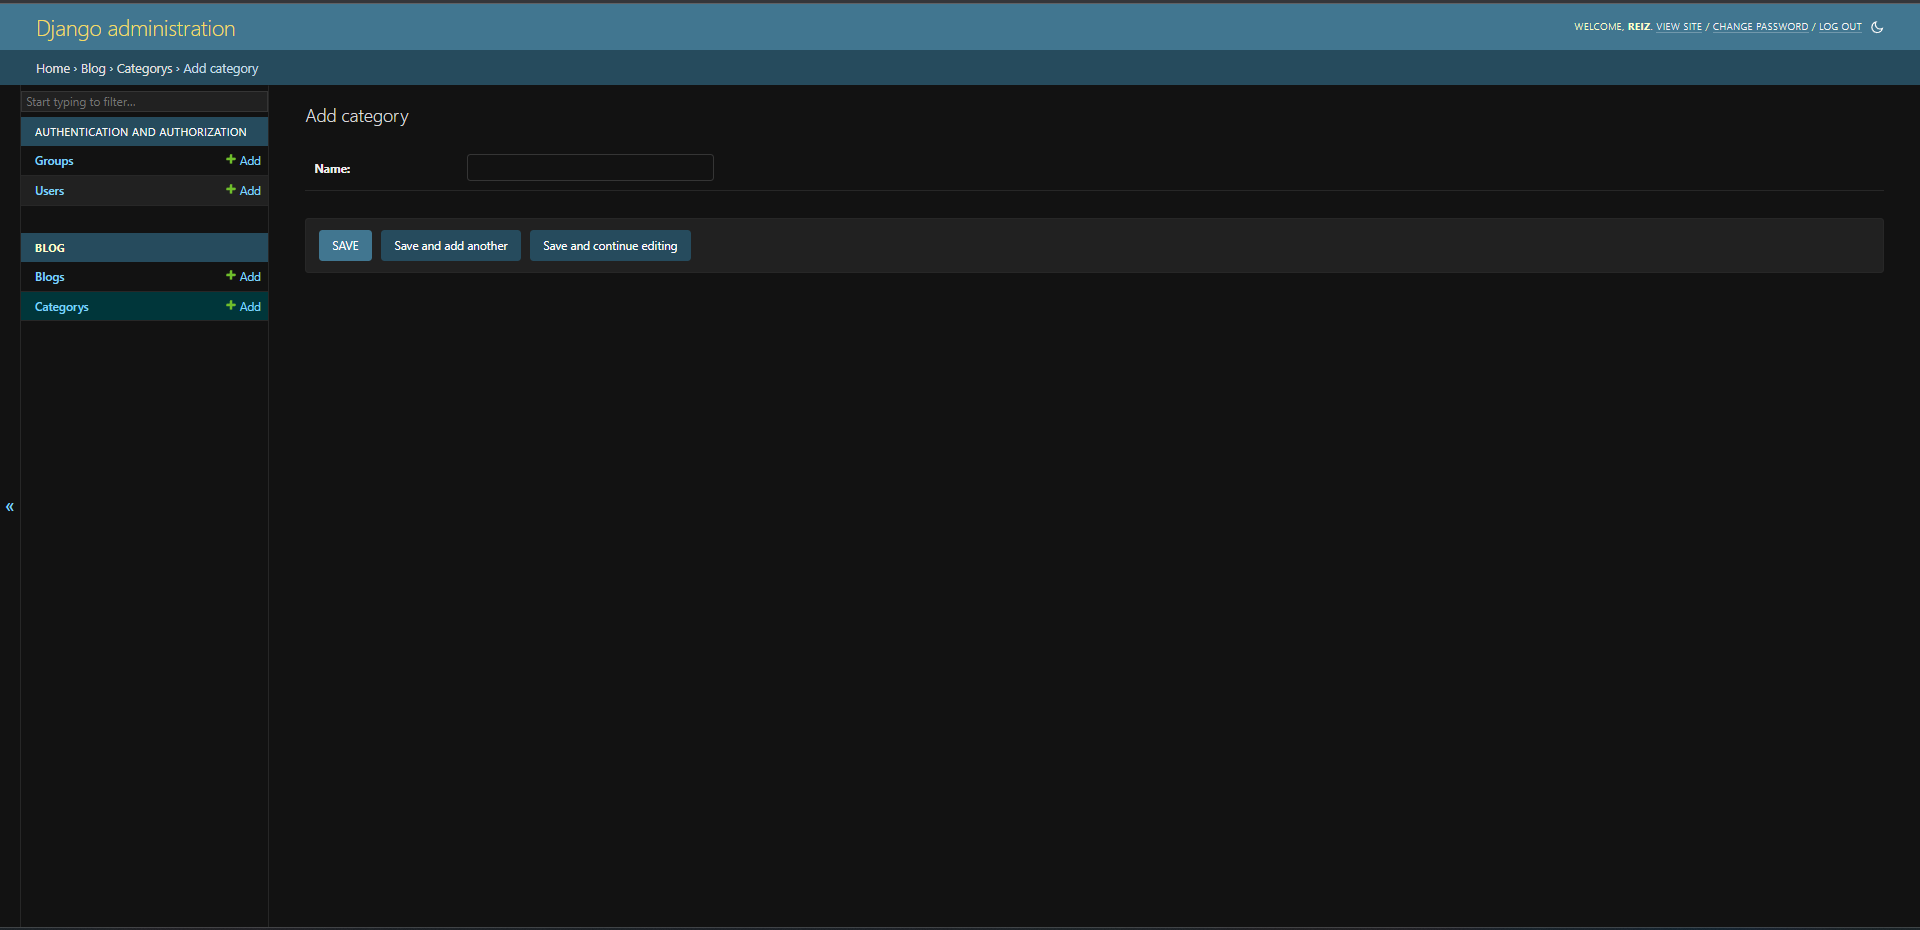 Django administration
WELCOME, REIZ. VIEW SITE / CHANGE PASSWORD / LOG OUT
Home › Blog › Categorys › Add category
Start typing to filter...
AUTHENTICATION AND AUTHORIZATION
Groups
+ Add
Users
+ Add
BLOG
Blogs
+ Add
Categorys
+ Add
«
Add category
Name:
SAVE
Save and add another
Save and continue editing